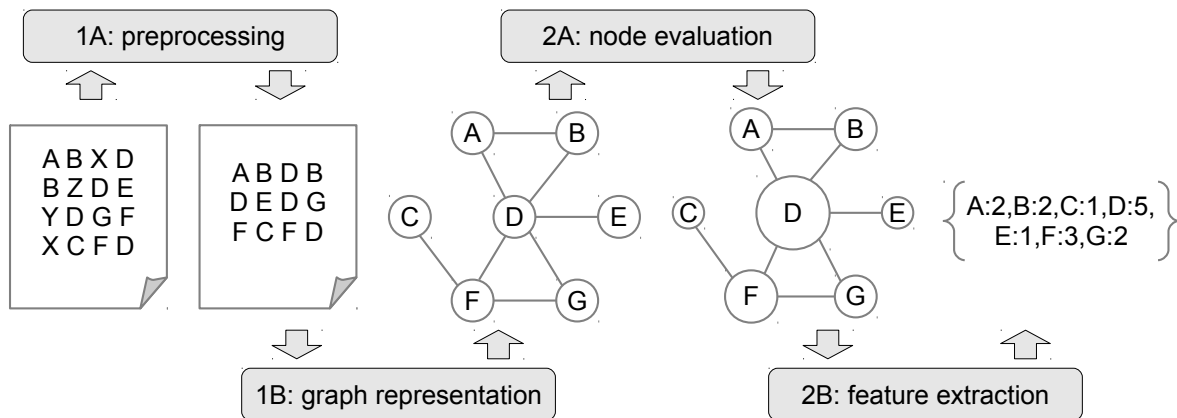 1A: preprocessing
2A: node evaluation
A B X D
B Z D E
Y D G F
X C F D
A B D B
D E D G
F C F D
A B
C D E
F G
A B
C D E
F G
A:2,B:2,C:1,D:5,
E:1,F:3,G:2
1B: graph representation
2B: feature extraction